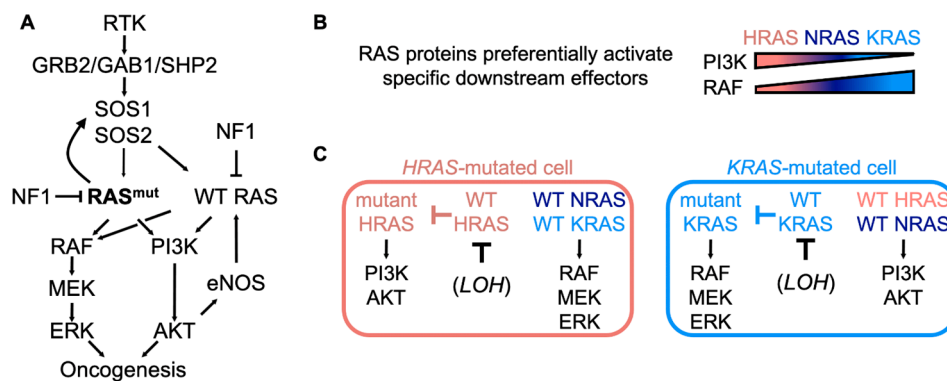 A
RTK
GRB2/GAB1/SHP2
SOS1
SOS2
NF1
NF1
RASmut
WT RAS
RAF
PI3K
MEK
eNOS
ERK
AKT
Oncogenesis
B
RAS proteins preferentially activate
specific downstream effectors
HRAS NRAS KRAS
PI3K
RAF
C
HRAS-mutated cell
mutant
HRAS
WT
HRAS
WT NRAS
WT KRAS
PI3K
AKT
(LOH)
RAF
MEK
ERK
KRAS-mutated cell
mutant
KRAS
WT
KRAS
WT HRAS
WT NRAS
RAF
MEK
ERK
(LOH)
PI3K
AKT